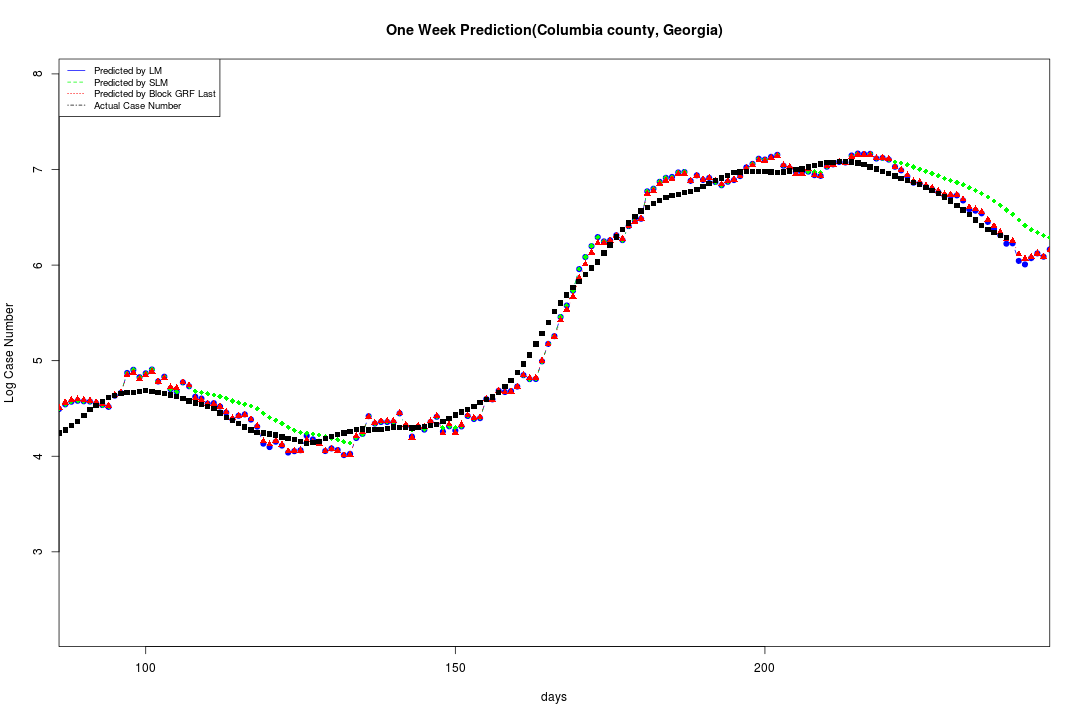 One Week Prediction(Columbia county, Georgia)
Predicted by LM
Predicted by SLM
Predicted by Block GRF Last
Actual Case Number
8
7
6
5
4
3
Log Case Number
100 150 200
days